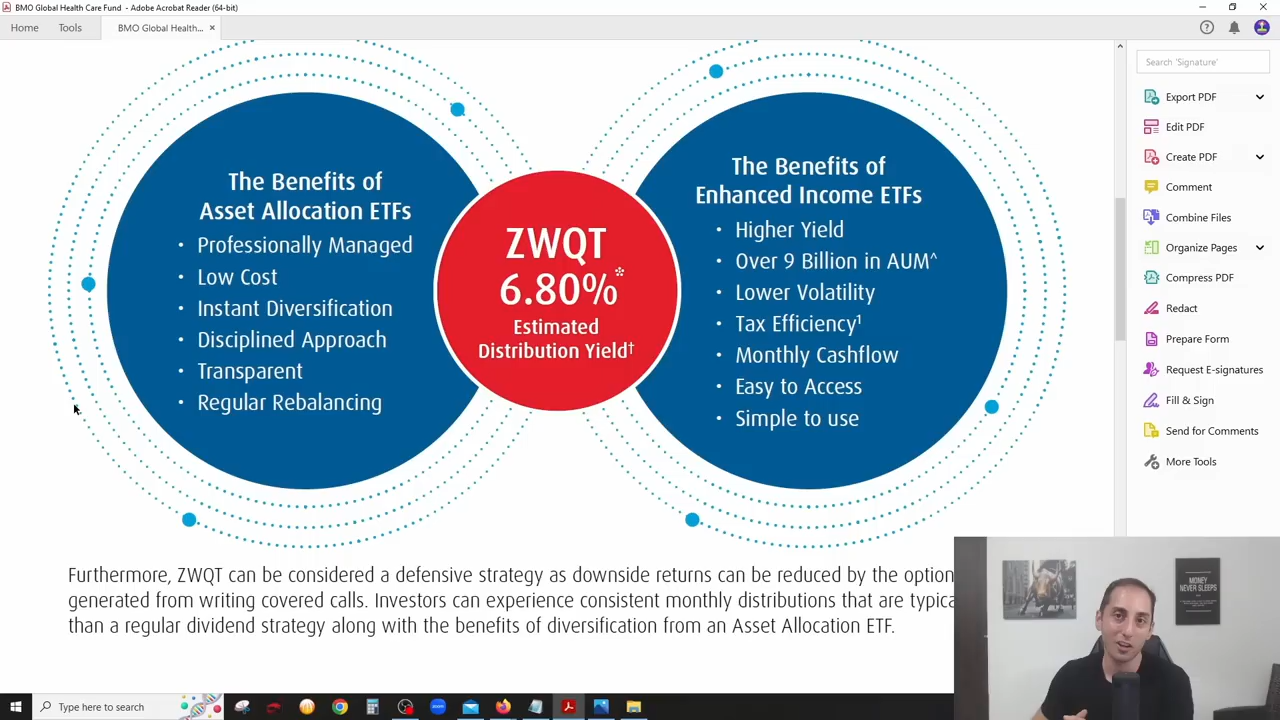 BMO Global Health Care Fund - Adobe Acrobat Reader (64-bit)
Home
Tools
BMO Global Health...
Search 'Signature'
The Benefits of
Asset Allocation ETFs
• Professionally Managed
• Low Cost
• Instant Diversification
• Disciplined Approach
• Transparent
• Regular Rebalancing
ZWQT
6.80%*
Estimated
Distribution Yield†
The Benefits of
Enhanced Income ETFs
• Higher Yield
• Over 9 Billion in AUM^
• Lower Volatility
• Tax Efficiency¹
• Monthly Cashflow
• Easy to Access
• Simple to use
Furthermore, ZWQT can be considered a defensive strategy as downside returns can be reduced by the option
generated from writing covered calls. Investors can experience consistent monthly distributions that are typica
than a regular dividend strategy along with the benefits of diversification from an Asset Allocation ETF.
Export PDF
Edit PDF
Create PDF
Comment
Combine Files
Organize Pages
Compress PDF
Redact
Prepare Form
Request E-signatures
Fill & Sign
Send for Comments
More Tools
MONEY
NEVER SLEEPS
Type here to search
zoom